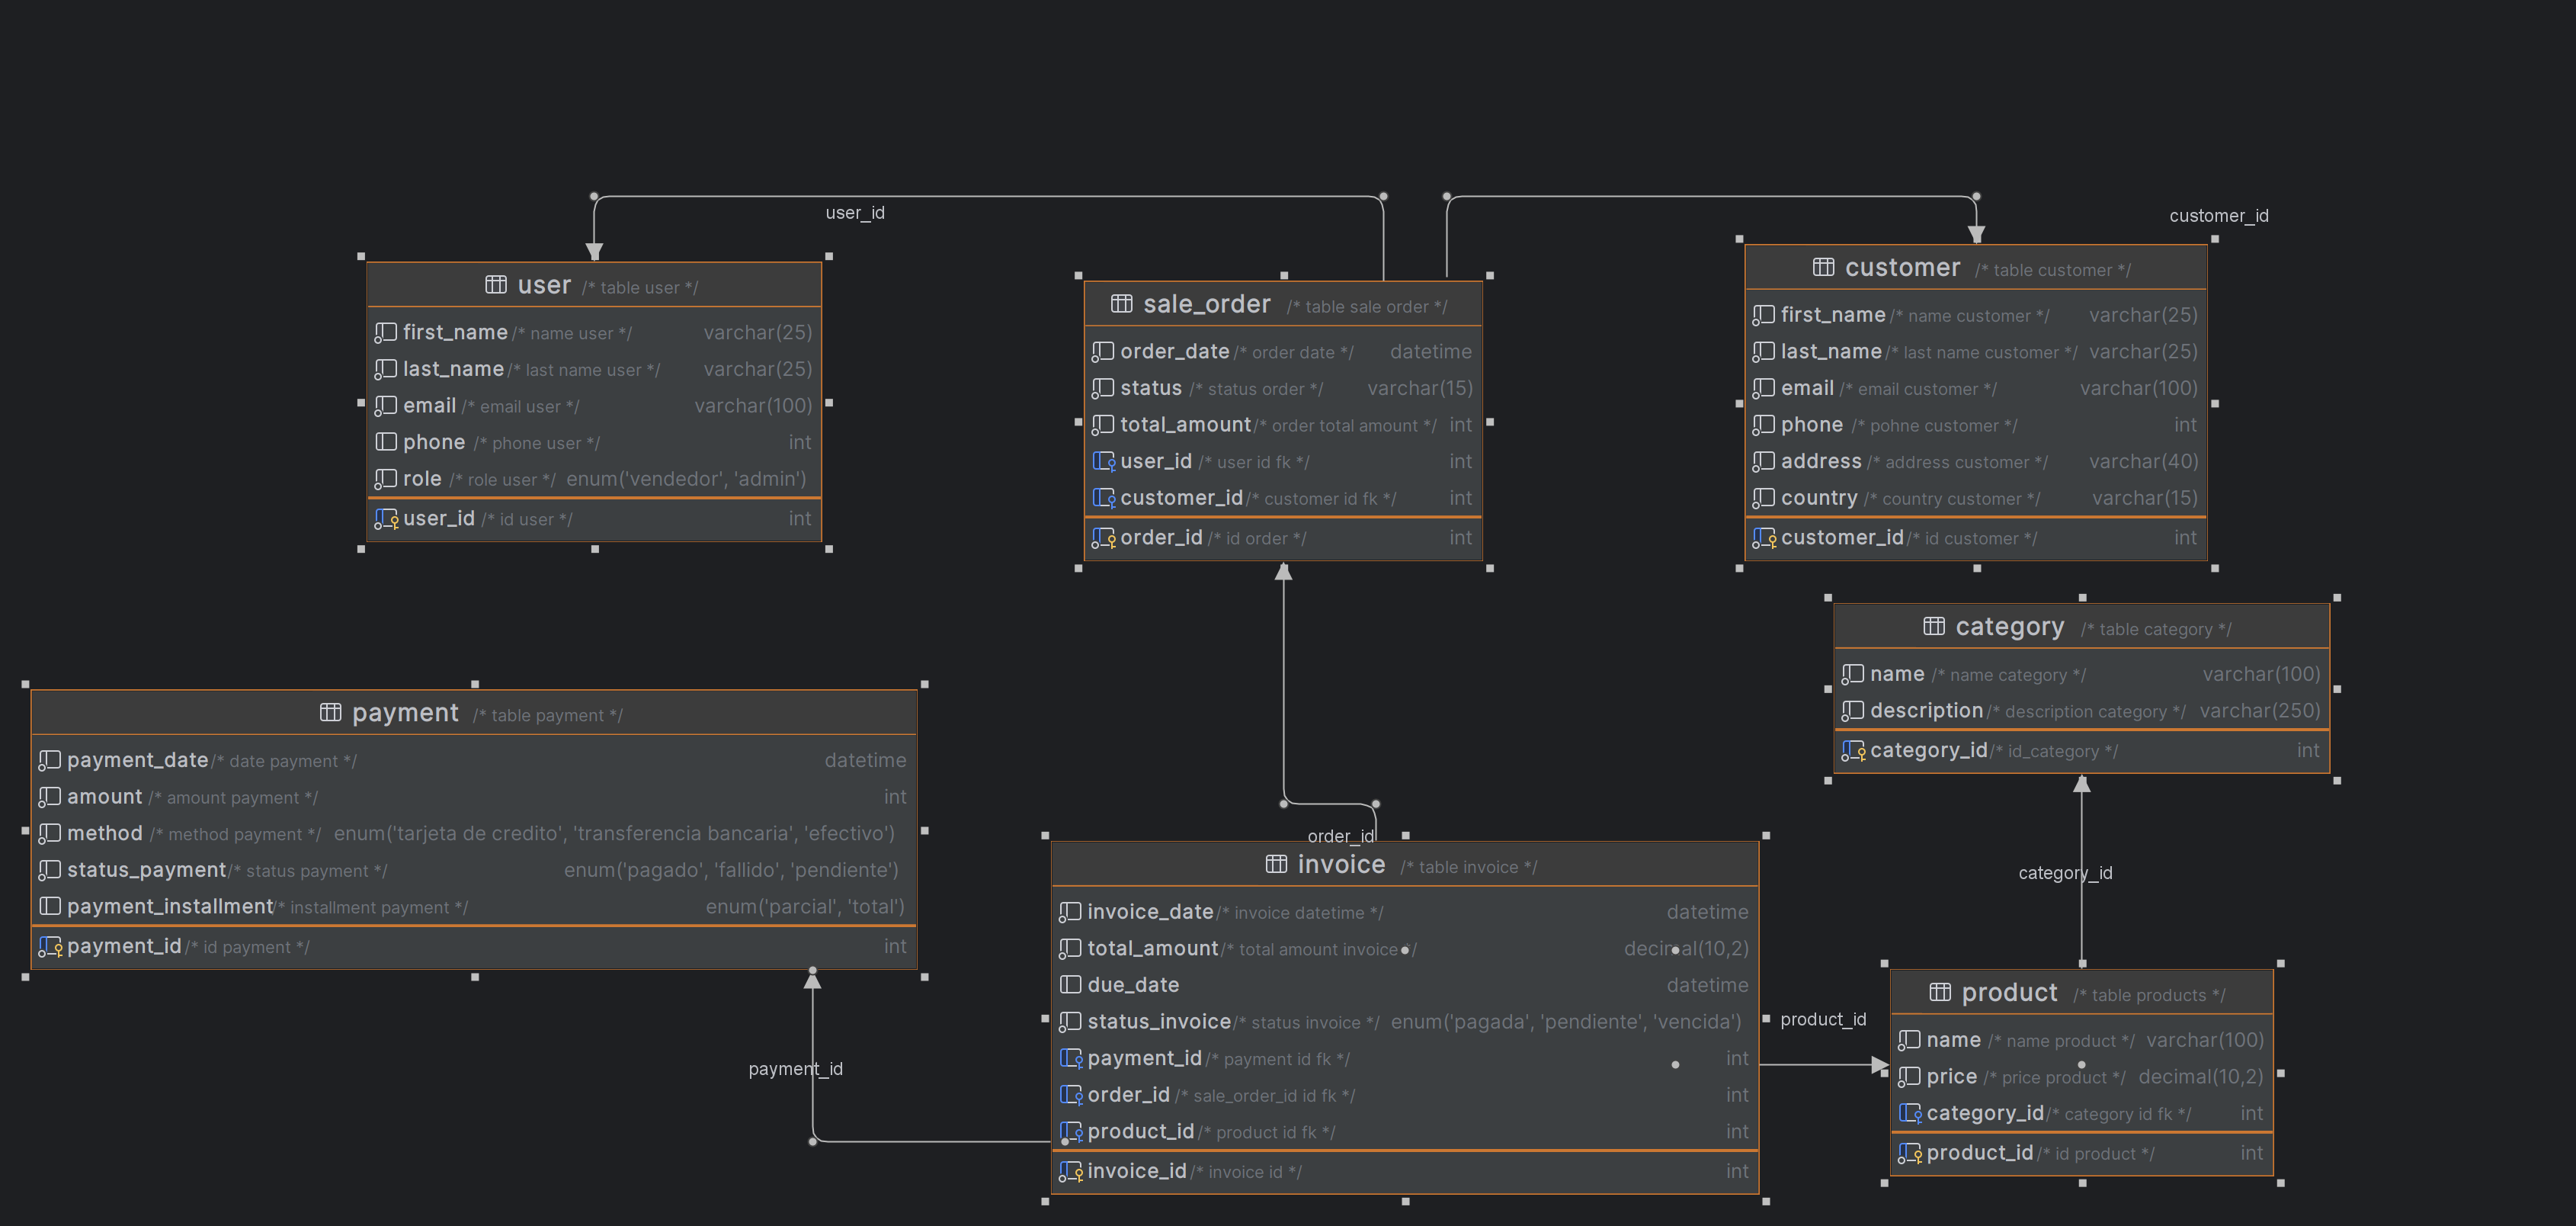 user_id
customer_id
user /* table user */
first_name /* name user */ varchar(25)
last_name /* last name user */ varchar(25)
email /* email user */ varchar(100)
phone /* phone user */ int
role /* role user */ enum('vendedor', 'admin')
user_id /* id user */ int
sale_order /* table sale order */
order_date /* order date */ datetime
status /* status order */ varchar(15)
total_amount /* order total amount */ int
user_id /* user id fk */ int
customer_id /* customer id fk */ int
order_id /* id order */ int
customer /* table customer */
first_name /* name customer */ varchar(25)
last_name /* last name customer */ varchar(25)
email /* email customer */ varchar(100)
phone /* pohne customer */ int
address /* address customer */ varchar(40)
country /* country customer */ varchar(15)
customer_id /* id customer */ int
category /* table category */
name /* name category */ varchar(100)
description /* description category */ varchar(250)
category_id /* id_category */ int
payment /* table payment */
payment_date /* date payment */ datetime
amount /* amount payment */ int
method /* method payment */ enum('tarjeta de credito', 'transferencia bancaria', 'efectivo')
status_payment /* status payment */ enum('pagado', 'fallido', 'pendiente')
payment_installment /* installment payment */ enum('parcial', 'total')
payment_id /* id payment */ int
payment_id
order_id
invoice /* table invoice */
invoice_date /* invoice datetime */ datetime
total_amount /* total amount invoice */ decimal(10,2)
due_date datetime
status_invoice /* status invoice */ enum('pagada', 'pendiente', 'vencida')
payment_id /* payment id fk */ int
order_id /* sale_order_id id fk */ int
product_id /* product id fk */ int
invoice_id /* invoice id */ int
product_id
category_id
product /* table products */
name /* name product */ varchar(100)
price /* price product */ decimal(10,2)
category_id /* category id fk */ int
product_id /* id product */ int